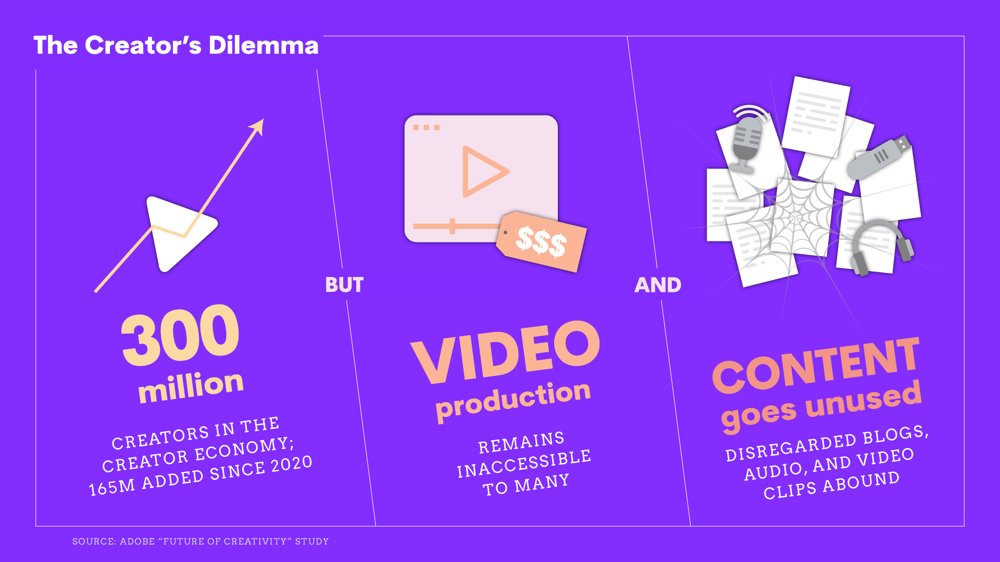 The Creator's Dilemma
300
million
CREATORS IN THE
CREATOR ECONOMY;
165M ADDED SINCE 2020
BUT
$$$
VIDEO
production
REMAINS
INACCESSIBLE
TO MANY
AND
CONTENT
goes unused
DISREGARDED BLOGS,
AUDIO, AND VIDEO
CLIPS ABOUND
SOURCE: ADOBE “FUTURE OF CREATIVITY” STUDY